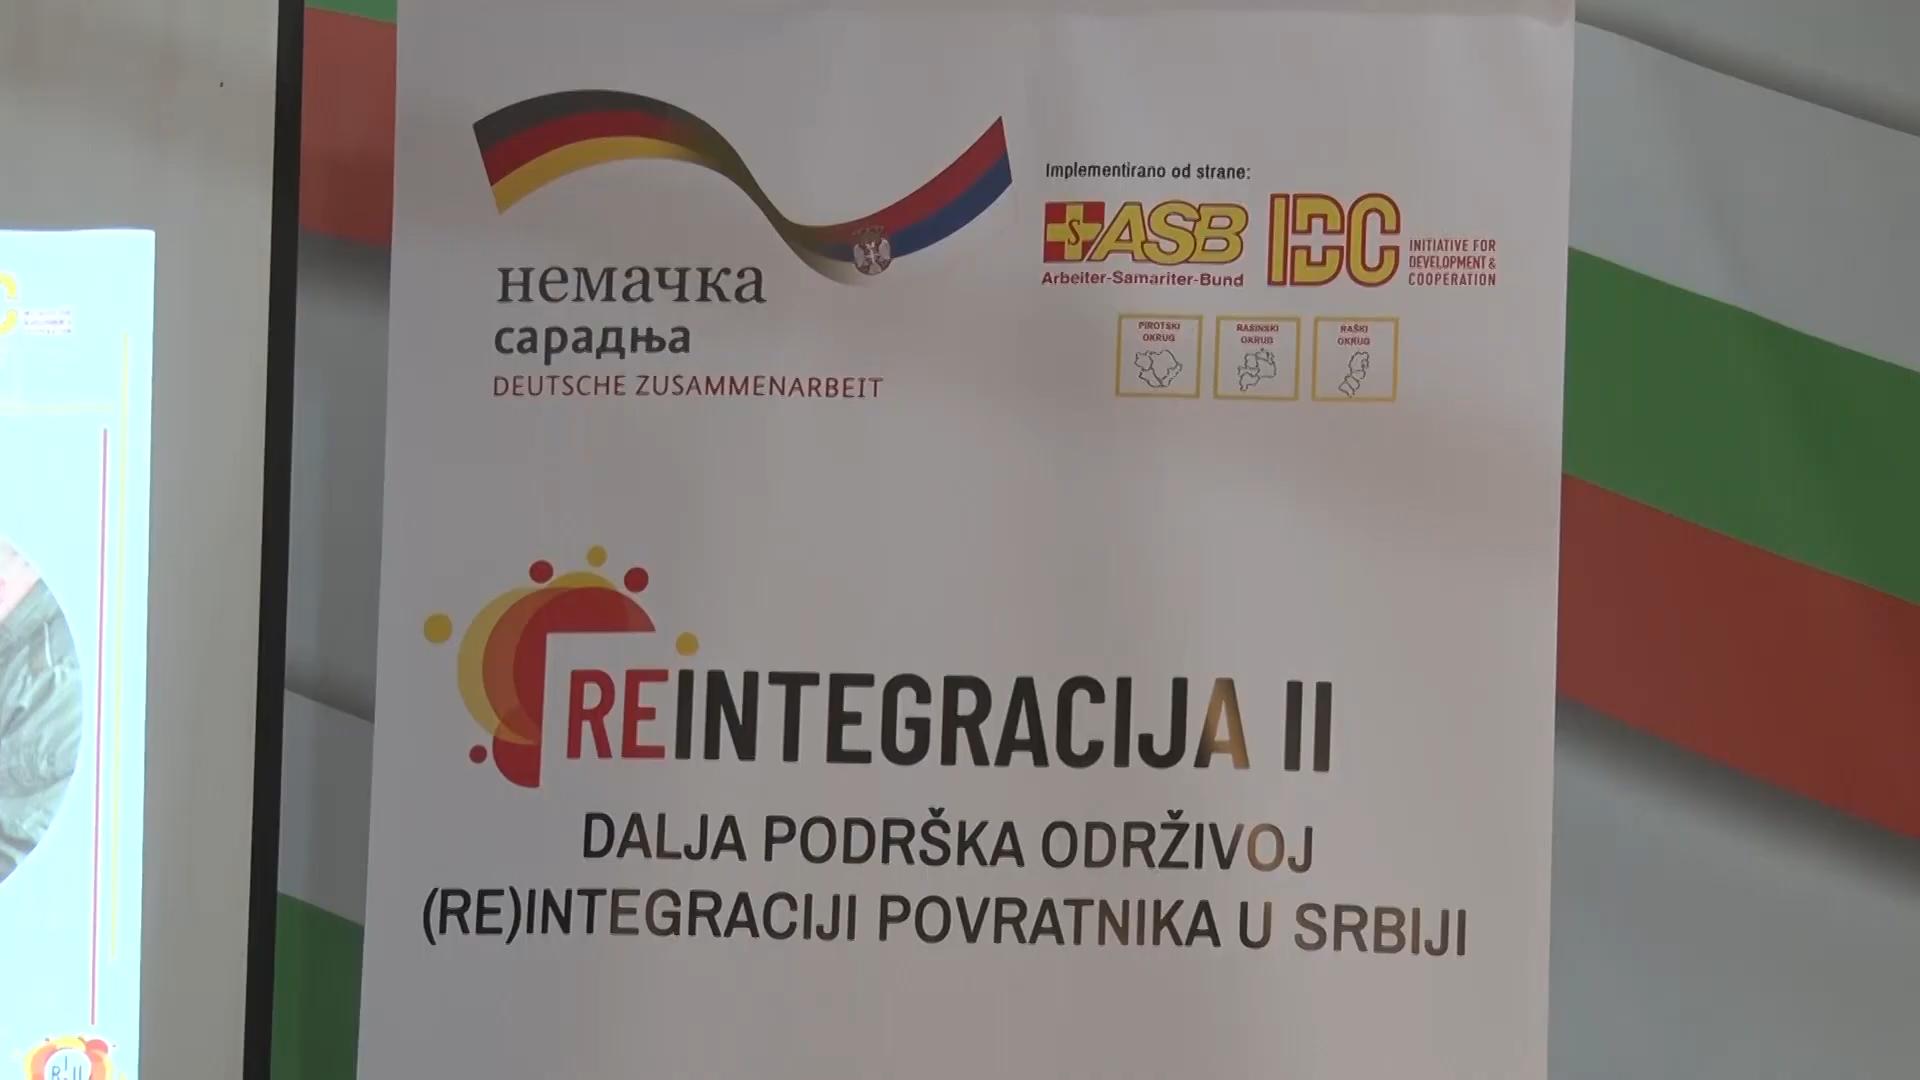 немачка
сарадња
DEUTSCHE ZUSAMMENARBEIT
Implementirano od strane:
S ASB
Arbeiter-Samariter-Bund
IDC
INITIATIVE FOR
DEVELOPMENT &
COOPERATION
PIROTSKI
OKRUG
RASINSKI
OKRUG
RAŠKI
OKRUG
REINTEGRACIJA II
DALJA PODRŠKA ODRŽIVOJ
(RE)INTEGRACIJI POVRATNIKA U SRBIJI